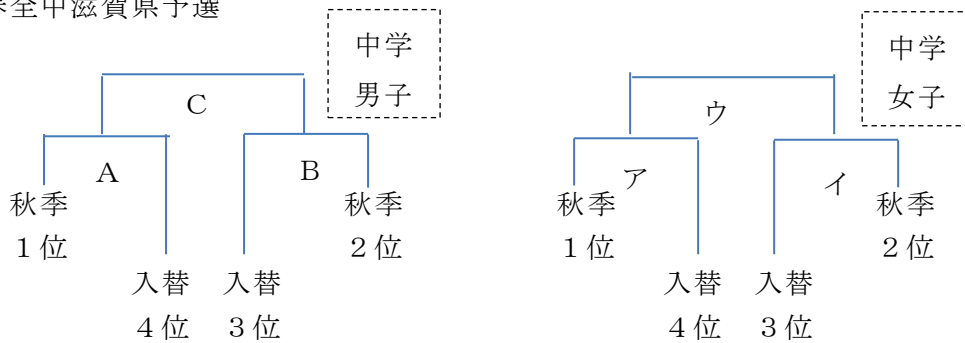 全中滋賀県予選
中学
男子
C
A
B
秋季
1位
秋季
2位
入替
4位
入替
3位
中学
女子
ウ
ア
イ
秋季
1位
秋季
2位
入替
4位
入替
3位